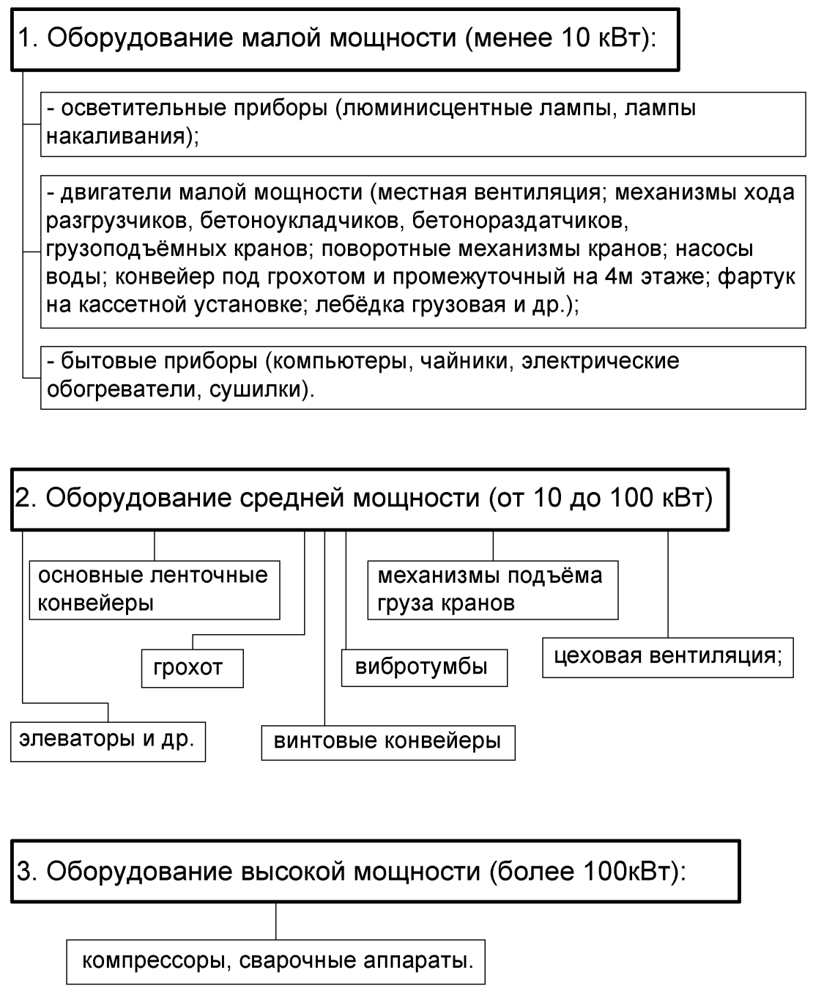 1. Оборудование малой мощности (менее 10 кВт):
- осветительные приборы (люминисцентные лампы, лампы
накаливания);
- двигатели малой мощности (местная вентиляция; механизмы хода
разгрузчиков, бетоноукладчиков, бетонораздатчиков,
грузоподъёмных кранов; поворотные механизмы кранов; насосы
воды; конвейер под грохотом и промежуточный на 4м этаже; фартук
на кассетной установке; лебёдка грузовая и др.);
- бытовые приборы (компьютеры, чайники, электрические
обогреватели, сушилки).
2. Оборудование средней мощности (от 10 до 100 кВт)
основные ленточные
конвейеры
механизмы подъёма
груза кранов
грохот
вибротумбы
цеховая вентиляция;
элеваторы и др.
винтовые конвейеры
3. Оборудование высокой мощности (более 100кВт):
компрессоры, сварочные аппараты.